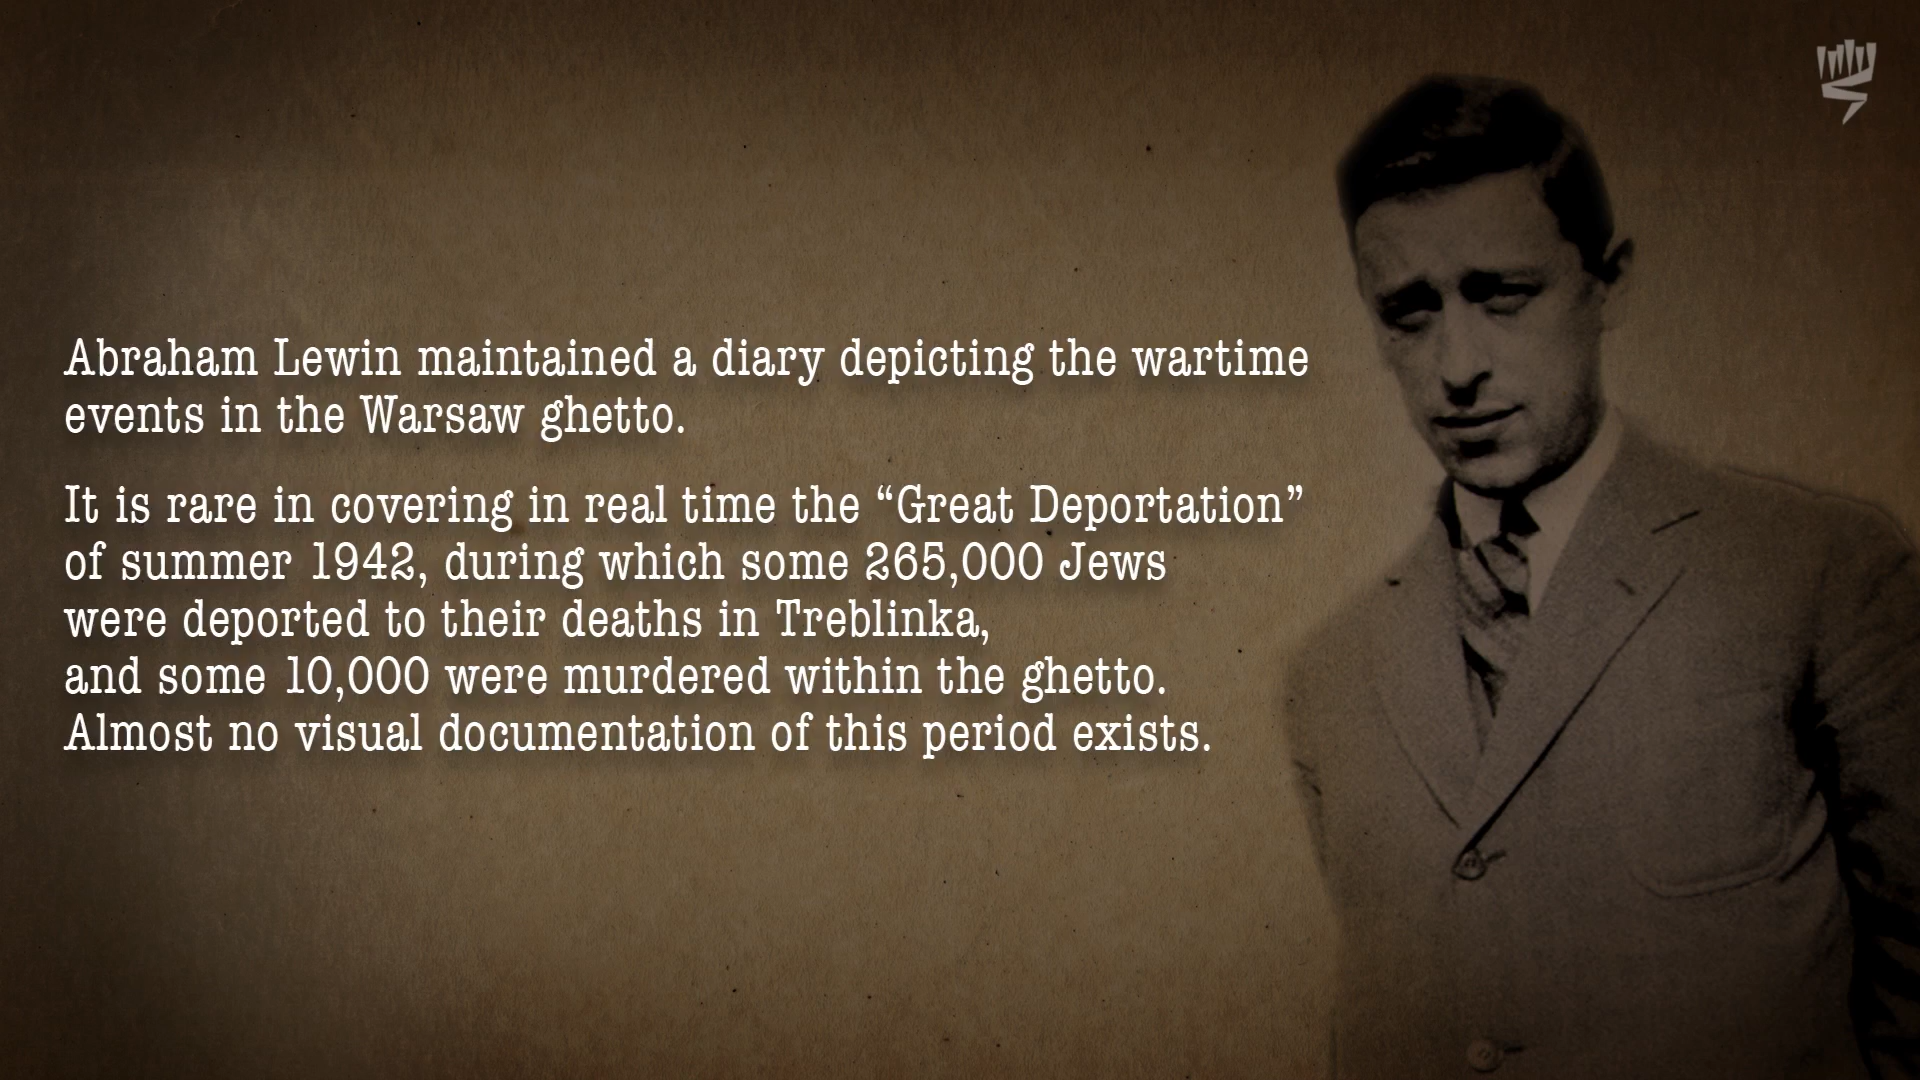 Abraham Lewin maintained a diary depicting the wartime
events in the Warsaw ghetto.
It is rare in covering in real time the “Great Deportation”
of summer 1942, during which some 265,000 Jews
were deported to their deaths in Treblinka,
and some 10,000 were murdered within the ghetto.
Almost no visual documentation of this period exists.